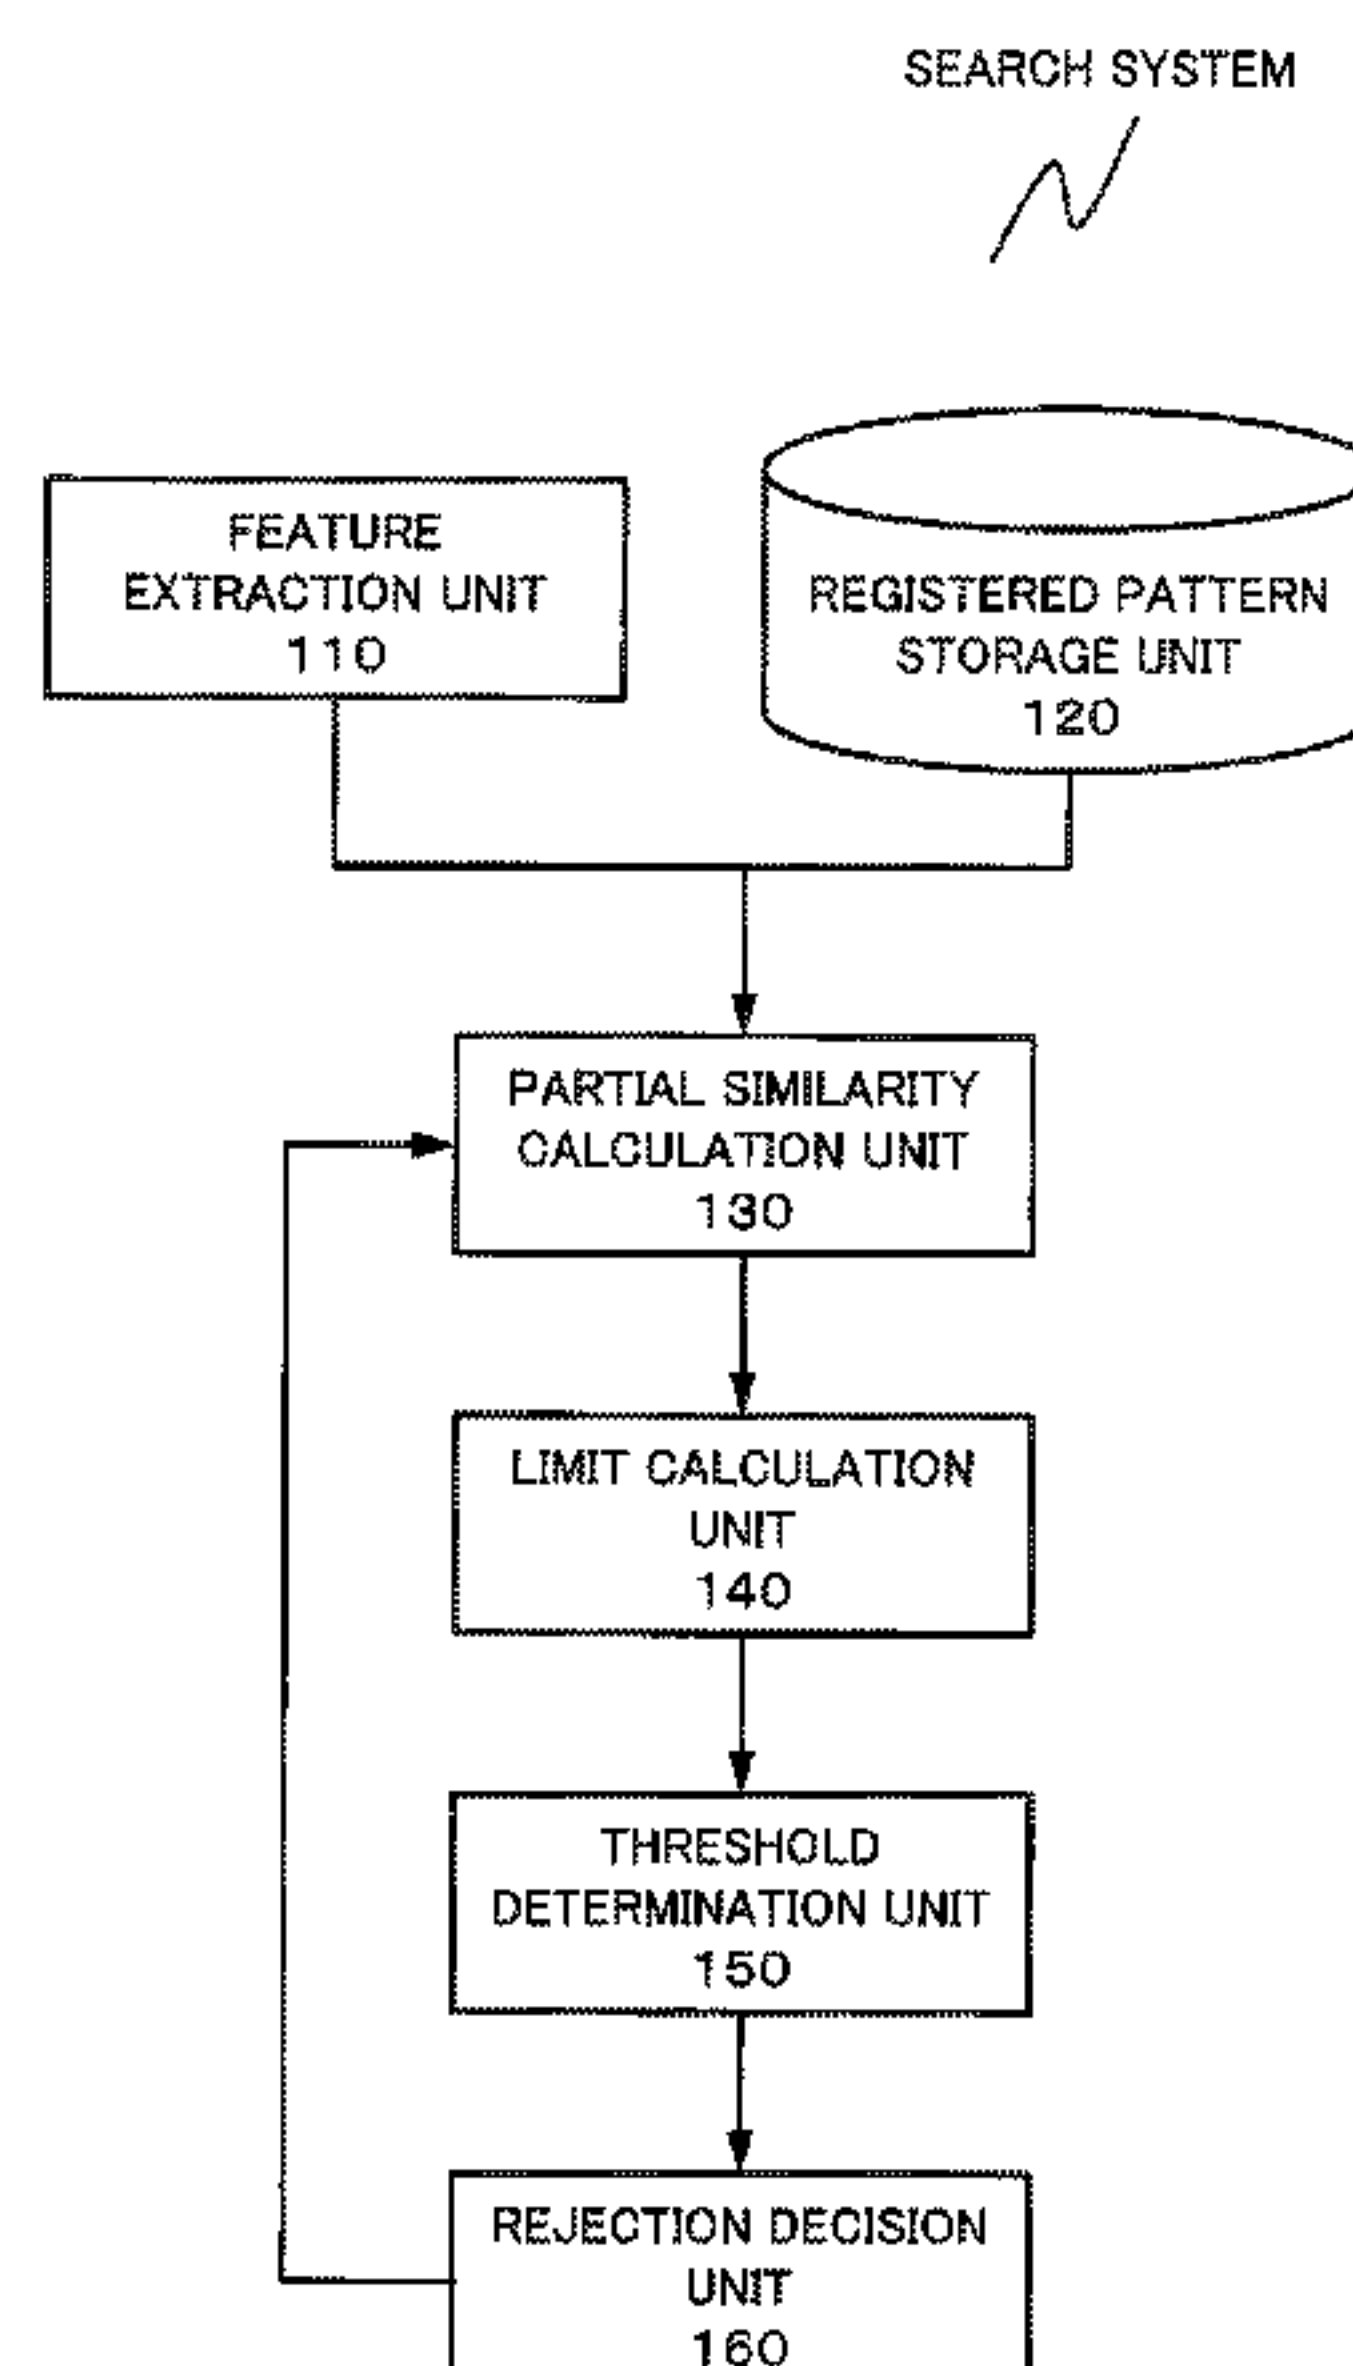 SEARCH SYSTEM
FEATURE
EXTRACTION UNIT
110
REGISTERED PATTERN
STORAGE UNIT
120
PARTIAL SIMILARITY
CALCULATION UNIT
130
LIMIT CALCULATION
UNIT
140
THRESHOLD
DETERMINATION UNIT
150
REJECTION DECISION
UNIT
160